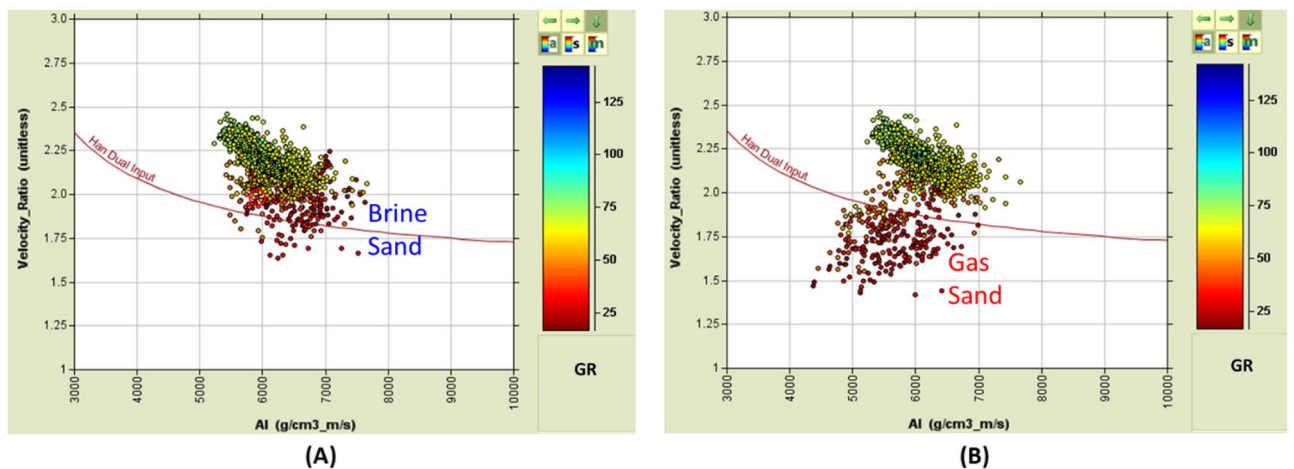 3.0
2.75
2.5
2.25
2.0
1.75
1.5
1.25
1
Velocity_Ratio (unitless)
Han Dual Input
Brine
Sand
3000
4000
5000
6000
7000
8000
9000
10000
AI (g/cm3_m/s)
a
s
m
125
100
75
50
25
GR
(A)
3.0
2.75
2.5
2.25
2.0
1.75
1.5
1.25
1
Velocity_Ratio (unitless)
Han Dual Input
Gas
Sand
3000
4000
5000
6000
7000
8000
9000
10000
AI (g/cm3_m/s)
a
s
m
125
100
75
50
25
GR
(B)